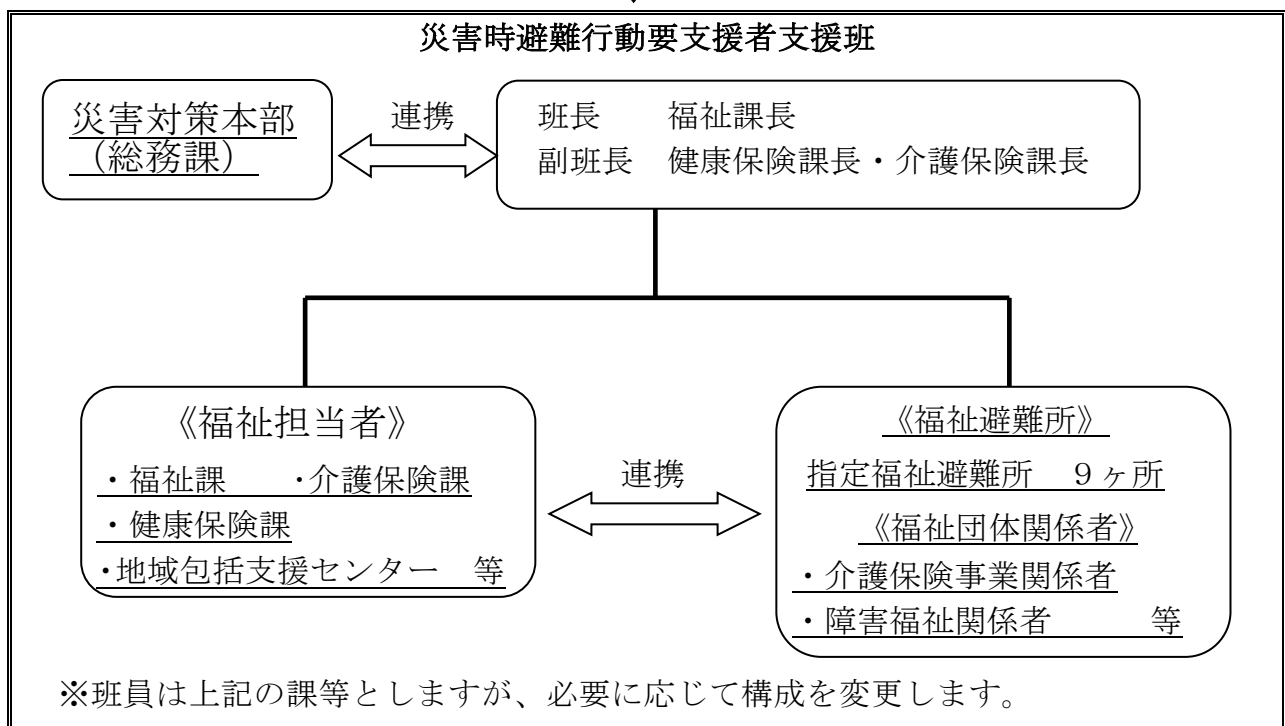 災害時避難行動要支援者支援班
災害対策本部
（総務課）
連携
班長　　福祉課長
副班長　健康保険課長・介護保険課長
《福祉担当者》
・福祉課　　・介護保険課
・健康保険課
・地域包括支援センター　等
連携
《福祉避難所》
指定福祉避難所　９ヶ所
《福祉団体関係者》
・介護保険事業関係者
・障害福祉関係者　　　等
※班員は上記の課等としますが、必要に応じて構成を変更します。